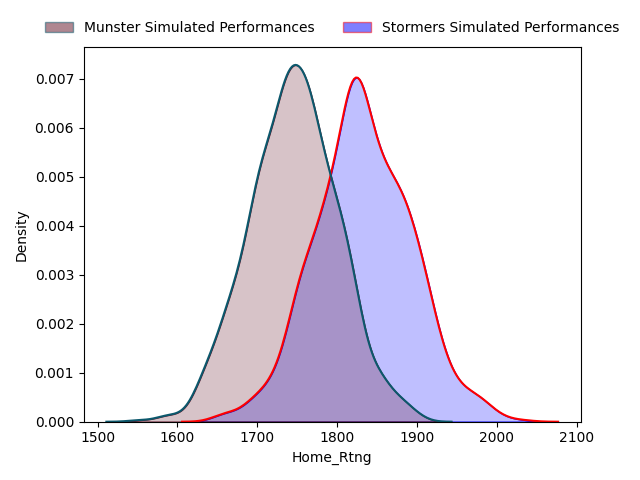 Munster Simulated Performances
Stormers Simulated Performances
0.007
0.006
0.005
0.004
0.003
0.002
0.001
0.000
Density
1500 1600 1700 1800 1900 2000 2100
Home_Rtng